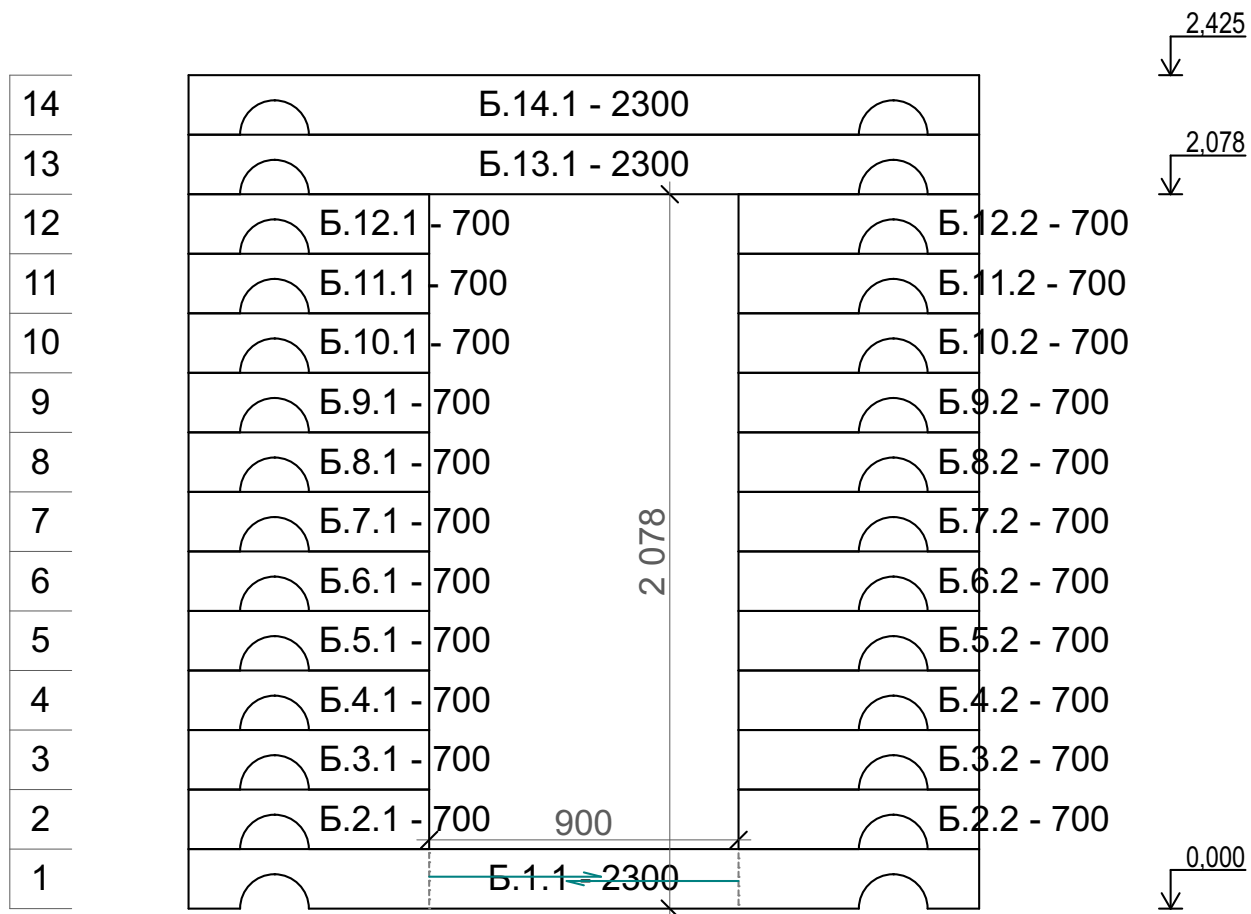 2,425
14 Б.14.1 - 2300
13 Б.13.1 - 2300 2,078
12 Б.12.1 - 700 Б.12.2 - 700
11 Б.11.1 - 700 Б.11.2 - 700
10 Б.10.1 - 700 Б.10.2 - 700
9 Б.9.1 - 700 Б.9.2 - 700
8 Б.8.1 - 700 Б.8.2 - 700
7 Б.7.1 - 700 Б.7.2 - 700
2 078
6 Б.6.1 - 700 Б.6.2 - 700
5 Б.5.1 - 700 Б.5.2 - 700
4 Б.4.1 - 700 Б.4.2 - 700
3 Б.3.1 - 700 Б.3.2 - 700
2 Б.2.1 - 700 900 Б.2.2 - 700
1 Б.1.1 - 2300 0,000